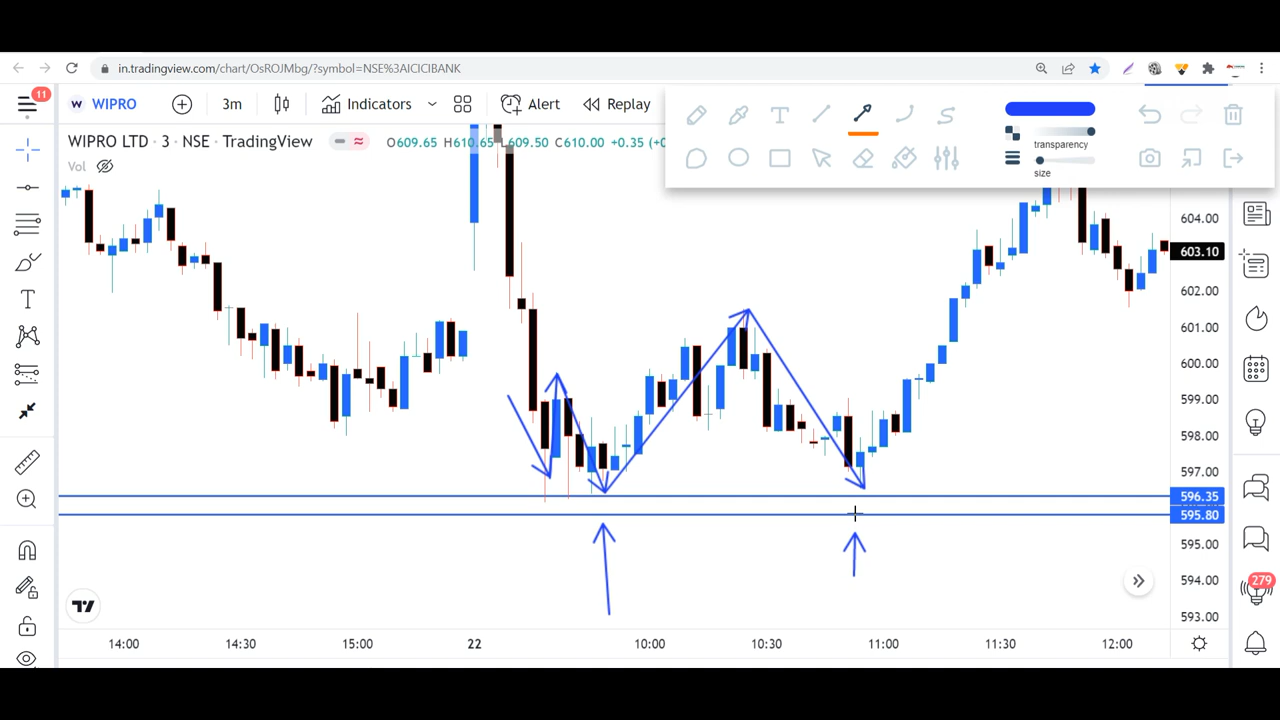 in.tradingview.com/chart/OsROJMbg/?symbol=NSE%3AICICIBANK
11
W WIPRO 3m Indicators Alert Replay
WIPRO LTD · 3 · NSE · TradingView O609.65 H610.65 L609.50 C610.00 +0.35
Vol
transparency
size
604.00
603.10
602.00
601.00
600.00
599.00
598.00
597.00
596.35
595.80
595.00
594.00
593.00
279
14:00 14:30 15:00 22 10:00 10:30 11:00 11:30 12:00